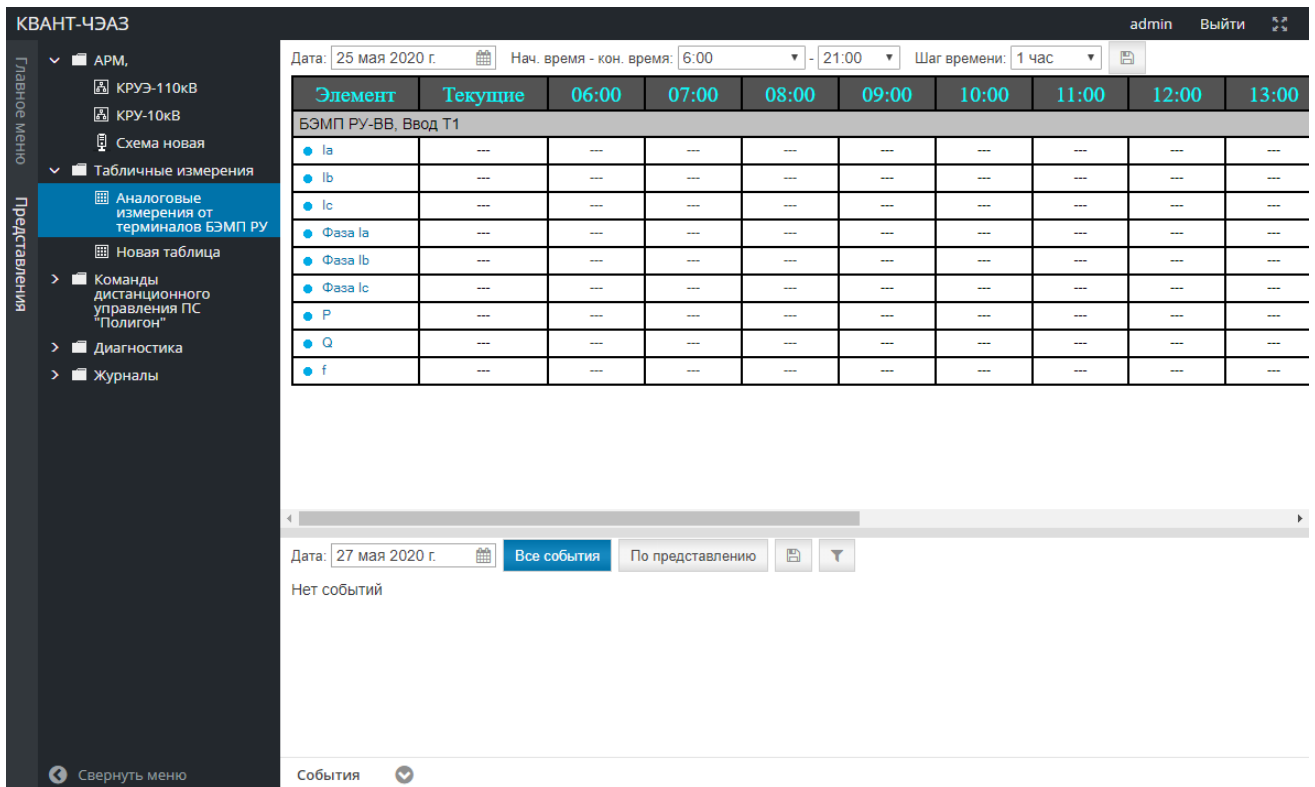 КВАНТ-ЧЭАЗ
admin Выйти
Главное меню
Представления
АРМ,
КРУЭ-110кВ
КРУ-10кВ
Схема новая
Табличные измерения
Аналоговые
измерения от
терминалов БЭМП РУ
Новая таблица
Команды
дистанционного
управления ПС
"Полигон"
Диагностика
Журналы
Свернуть меню
Дата: 25 мая 2020 г. Нач. время - кон. время: 6:00 - 21:00 Шаг времени: 1 час
Элемент Текущие 06:00 07:00 08:00 09:00 10:00 11:00 12:00 13:00
БЭМП РУ-ВВ, Ввод Т1
Ia --- --- --- --- --- --- --- --- ---
Ib --- --- --- --- --- --- --- --- ---
Ic --- --- --- --- --- --- --- --- ---
Фаза Ia --- --- --- --- --- --- --- --- ---
Фаза Ib --- --- --- --- --- --- --- --- ---
Фаза Ic --- --- --- --- --- --- --- --- ---
P --- --- --- --- --- --- --- --- ---
Q --- --- --- --- --- --- --- --- ---
f --- --- --- --- --- --- --- --- ---
Дата: 27 мая 2020 г. Все события По представлению
Нет событий
События